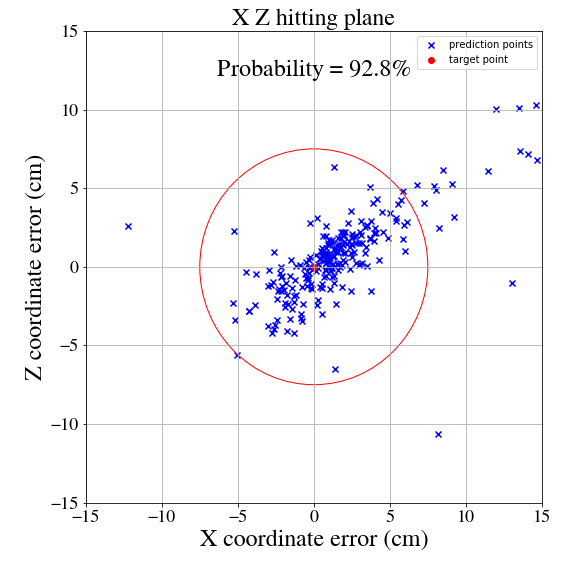 X Z hitting plane
prediction points
target point
Probability = 92.8%
Z coordinate error (cm)
15
10
5
0
−5
−10
−15
−15
−10
−5
0
5
10
15
X coordinate error (cm)